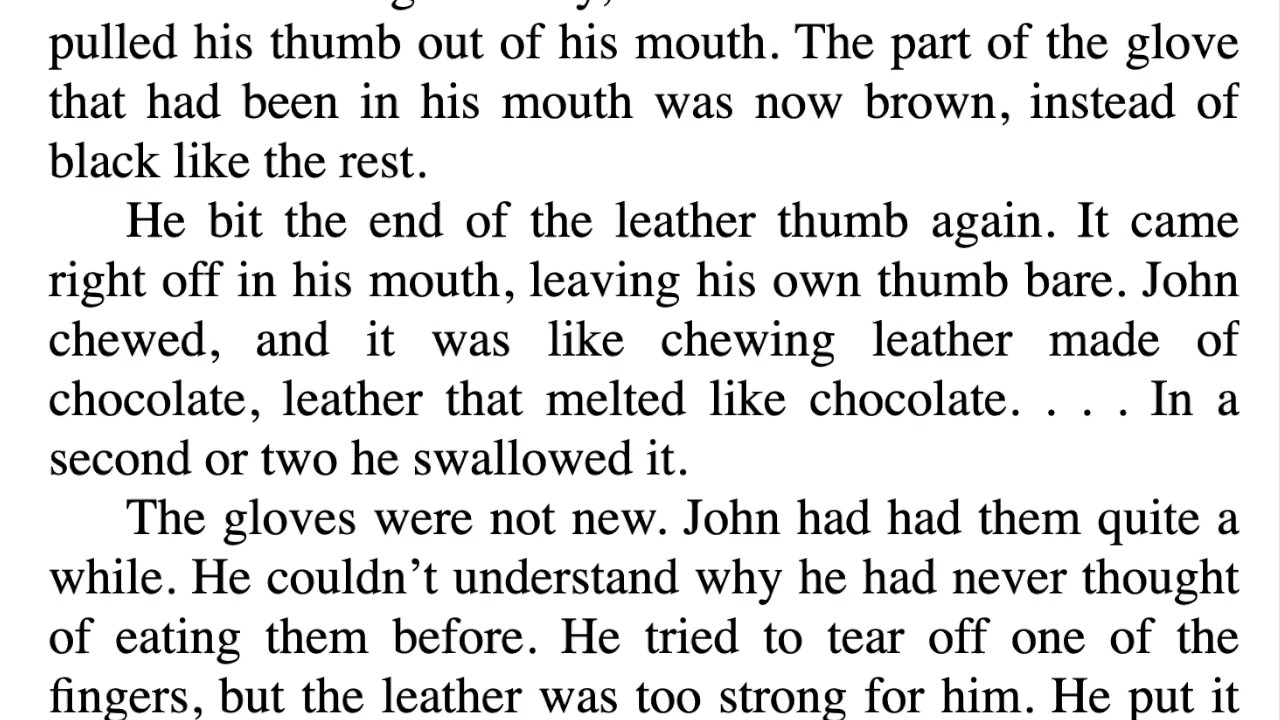 pulled his thumb out of his mouth. The part of the glove
that had been in his mouth was now brown, instead of
black like the rest.
He bit the end of the leather thumb again. It came
right off in his mouth, leaving his own thumb bare. John
chewed, and it was like chewing leather made of
chocolate, leather that melted like chocolate. . . . In a
second or two he swallowed it.
The gloves were not new. John had had them quite a
while. He couldn’t understand why he had never thought
of eating them before. He tried to tear off one of the
fingers, but the leather was too strong for him. He put it